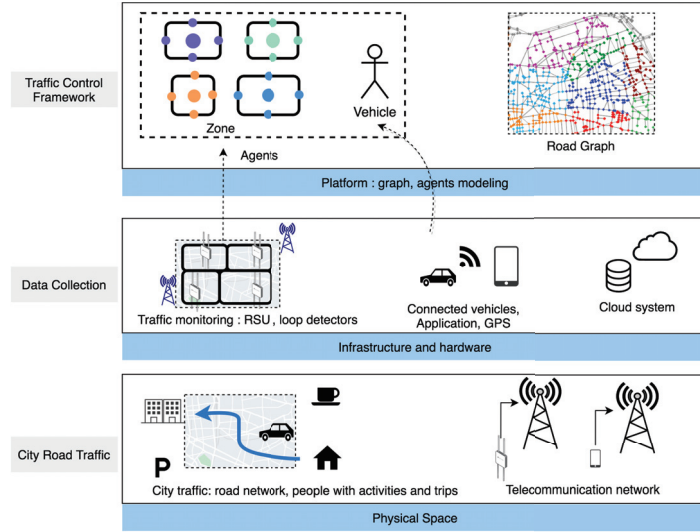 Traffic Control
Framework
Zone
Vehicle
Agents
Road Graph
Platform : graph, agents modeling
Data Collection
Traffic monitoring : RSU , loop detectors
Connected vehicles,
Application, GPS
Cloud system
Infrastructure and hardware
City Road Traffic
P
City traffic: road network, people with activities and trips
Telecommunication network
Physical Space